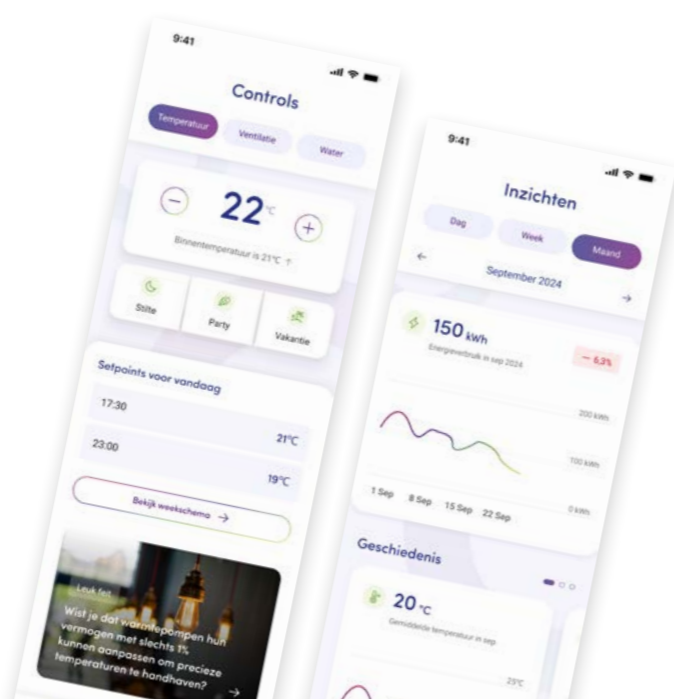 9:41
Controls
Temperatuur
Ventilatie
Water
22°C
Binnentemperatuur is 21°C ↑
Stilte
Party
Vakantie
Setpoints voor vandaag
17:30
21°C
23:00
19°C
Bekijk weekschema →
Leuk feit
Wist je dat warmtepompen hun
vermogen met slechts 1%
kunnen aanpassen om precieze
temperaturen te handhaven?
→
9:41
Inzichten
Dag
Week
Maand
← September 2024 →
150 kWh
Energieverbruik in sep 2024
— 6,3%
200 kWh
100 kWh
0 kWh
1 Sep
8 Sep
15 Sep
22 Sep
Geschiedenis
20 °C
Gemiddelde temperatuur in sep
25°C